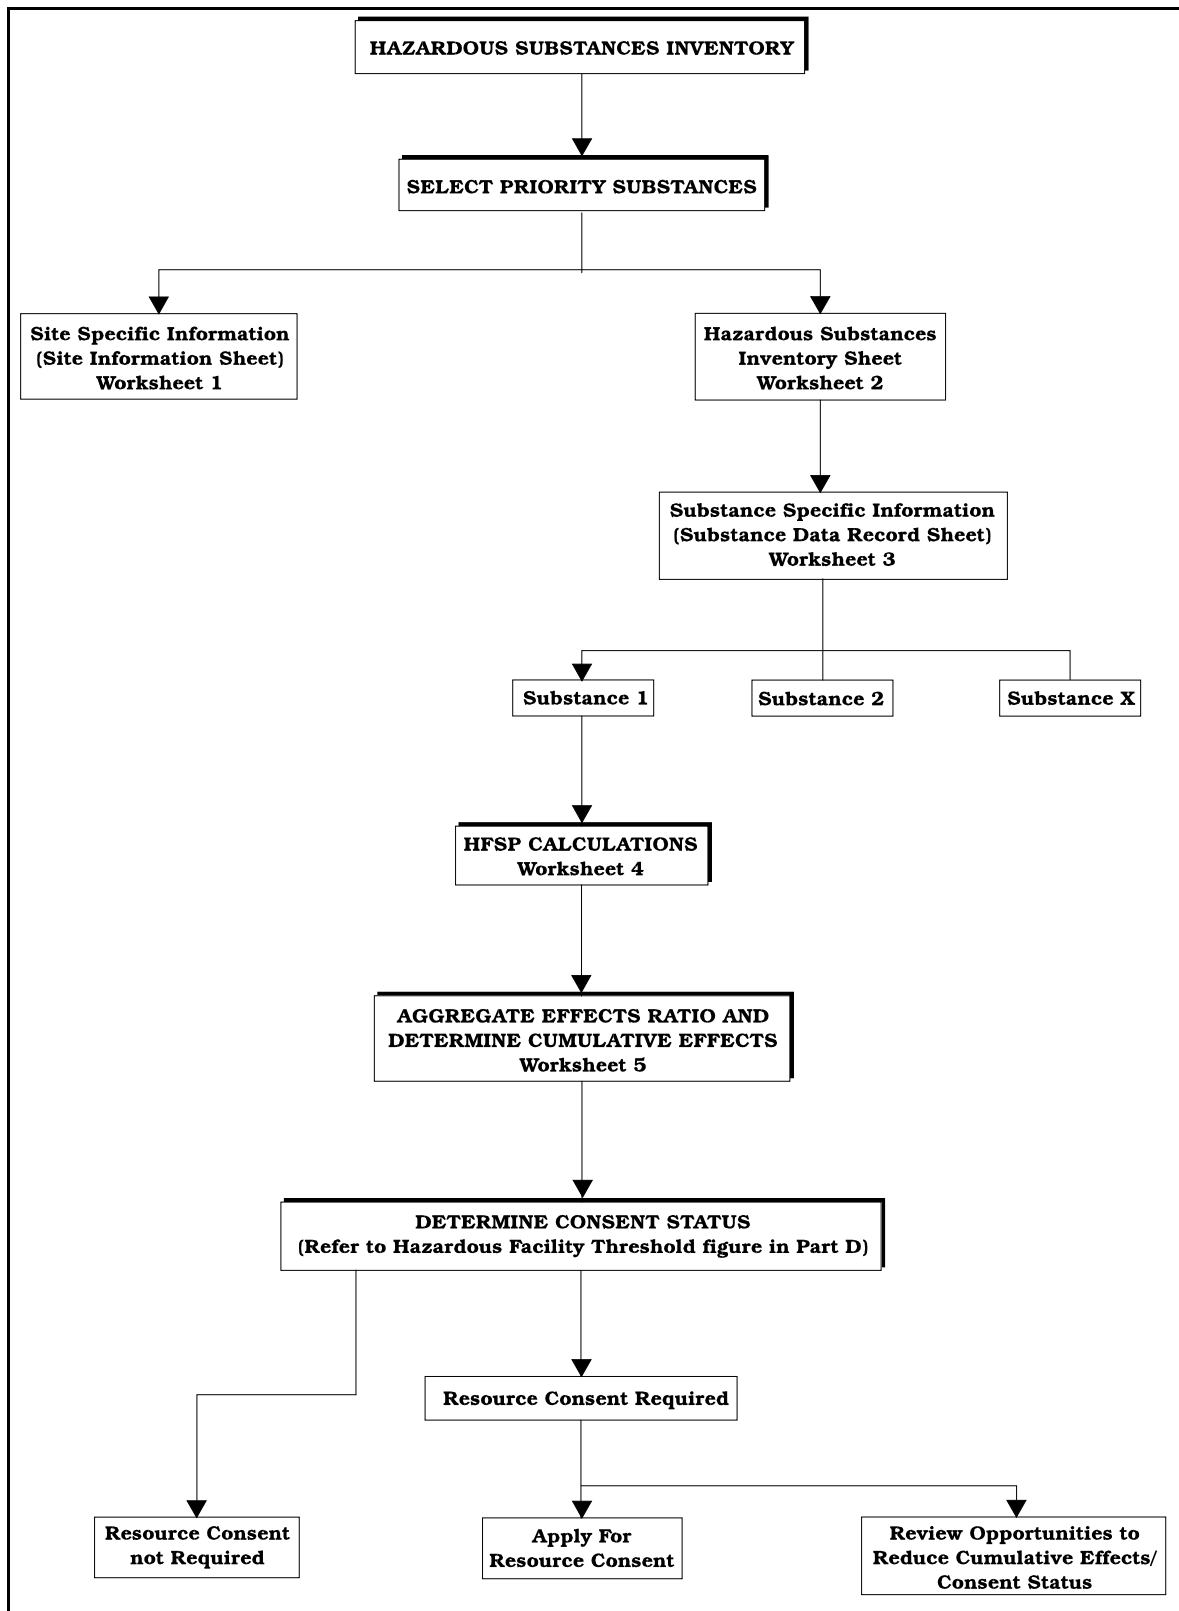 HAZARDOUS SUBSTANCES INVENTORY
SELECT PRIORITY SUBSTANCES
Site Specific Information
(Site Information Sheet)
Worksheet 1
Hazardous Substances
Inventory Sheet
Worksheet 2
Substance Specific Information
(Substance Data Record Sheet)
Worksheet 3
Substance 1
Substance 2
Substance X
HFSP CALCULATIONS
Worksheet 4
AGGREGATE EFFECTS RATIO AND
DETERMINE CUMULATIVE EFFECTS
Worksheet 5
DETERMINE CONSENT STATUS
(Refer to Hazardous Facility Threshold figure in Part D)
Resource Consent Required
Resource Consent
not Required
Apply For
Resource Consent
Review Opportunities to
Reduce Cumulative Effects/
Consent Status